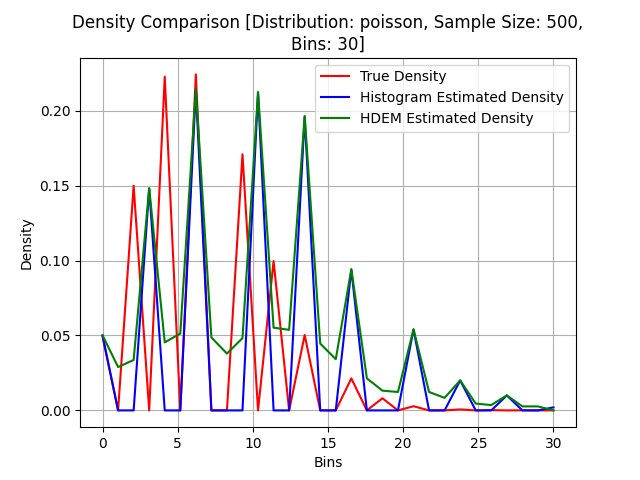 Density Comparison [Distribution: poisson, Sample Size: 500,
Bins: 30]
True Density
Histogram Estimated Density
HDEM Estimated Density
Density
0.20
0.15
0.10
0.05
0.00
0
5
10
15
20
25
30
Bins